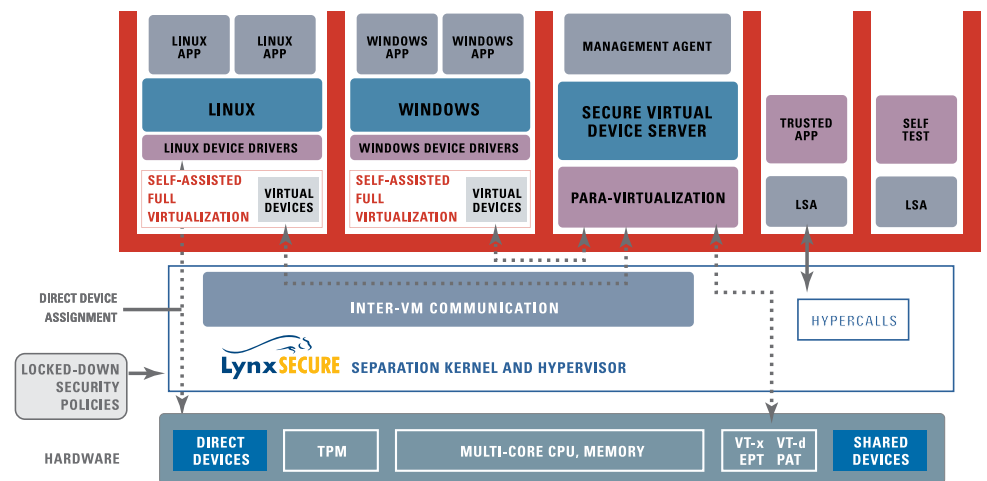 LINUX
APP
LINUX
APP
LINUX
LINUX DEVICE DRIVERS
SELF-ASSISTED
FULL
VIRTUALIZATION
VIRTUAL
DEVICES
WINDOWS
APP
WINDOWS
APP
WINDOWS
WINDOWS DEVICE DRIVERS
SELF-ASSISTED
FULL
VIRTUALIZATION
VIRTUAL
DEVICES
MANAGEMENT AGENT
SECURE VIRTUAL
DEVICE SERVER
PARA-VIRTUALIZATION
TRUSTED
APP
LSA
SELF
TEST
LSA
DIRECT DEVICE
ASSIGNMENT
INTER-VM COMMUNICATION
HYPERCALLS
LynxSECURE SEPARATION KERNEL AND HYPERVISOR
LOCKED-DOWN
SECURITY
POLICIES
HARDWARE
DIRECT
DEVICES
TPM
MULTI-CORE CPU, MEMORY
VT-x VT-d
EPT PAT
SHARED
DEVICES